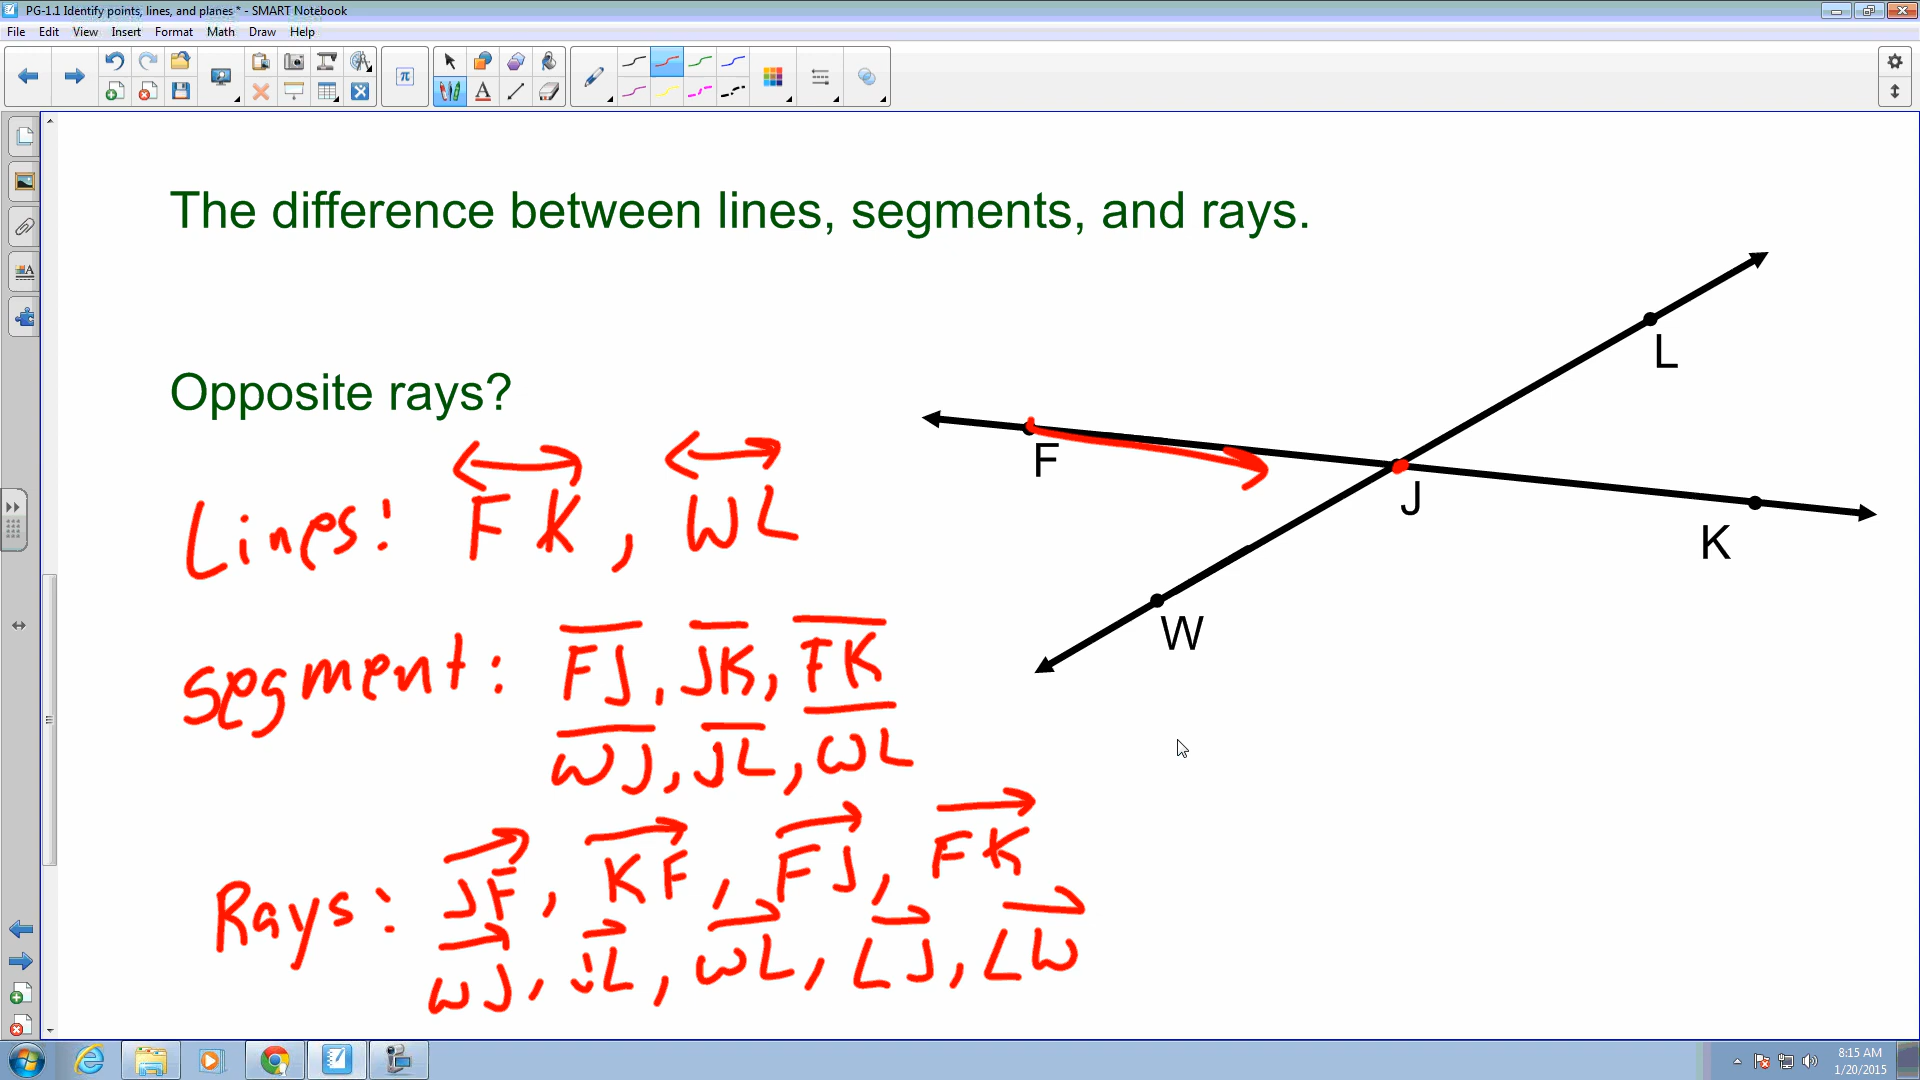 PG-1.1 Identify points, lines, and planes * - SMART Notebook
File Edit View Insert Format Math Draw Help
π
A
The difference between lines, segments, and rays.
L
Opposite rays?
F
J
K
W
Lines: FK, WL
segment: FJ, JK, FK
WJ, JL, WL
Rays: JF, KF, FJ, FK
WJ, JL, WL, LJ, LW
8:15 AM
1/20/2015